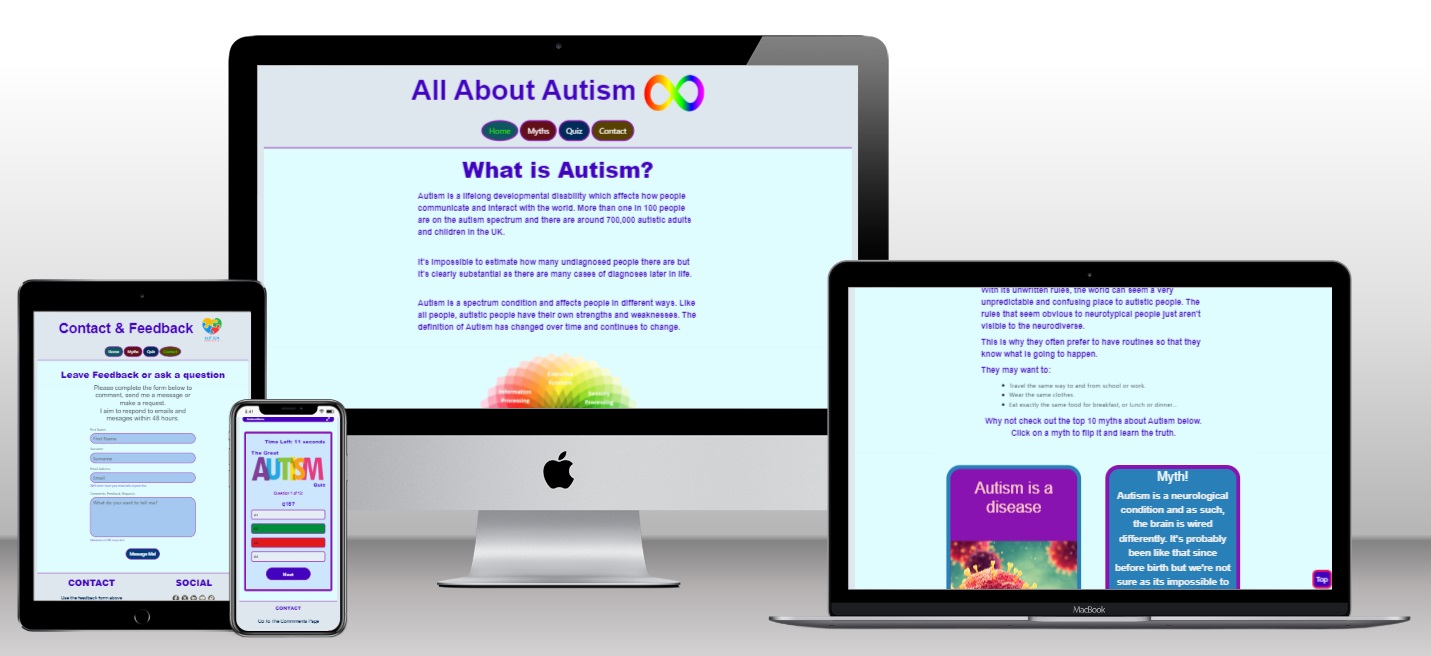 All About Autism
Home Myths Quiz Contact
What is Autism?
Autism is a lifelong developmental disability which affects how people
communicate and interact with the world. More than one in 100 people
are on the autism spectrum and there are around 700,000 autistic adults
and children in the UK.
It's impossible to estimate how many undiagnosed people there are but
it's clearly substantial as there are many cases of diagnoses later in life.
Autism is a spectrum condition and affects people in different ways. Like
all people, autistic people have their own strengths and weaknesses. The
definition of Autism has changed over time and continues to change.
Information
Processing
Sensory
Processing
Contact & Feedback
Home Myths Quiz Contact
Leave Feedback or ask a question
Please complete the form below to
comment, send me a message or
make a request.
I aim to respond to emails and
mesages within 48 hours.
First Name
First Name
Surname
Surname
Email Address
Email
What do you want to tell me?
Message Me!
CONTACT
SOCIAL
Use the feedback form above
Time Left: 11 seconds
The Great
AUTISM
Quiz
Question 1 of 10
q15?
Next
CONTACT
Go to The Comments Page
With its unwritten rules, the world can seem a very
unpredictable and confusing place to autistic people. The
rules that seem obvious to neurotypical people just aren't
visible to the neurodiverse.
This is why they often prefer to have routines so that they
know what is going to happen.
They may want to:
Travel the same way to and from school or work.
Wear the same clothes.
Eat exactly the same food for breakfast, or lunch or dinner...
Why not check out the top 10 myths about Autism below.
Click on a myth to flip it and learn the truth.
Autism is a
disease
Myth!
Autism is a neurological
condition and as such,
the brain is wired
differently. It's probably
been like that since
before birth but we're not
sure as its impossible to
Top
MacBook